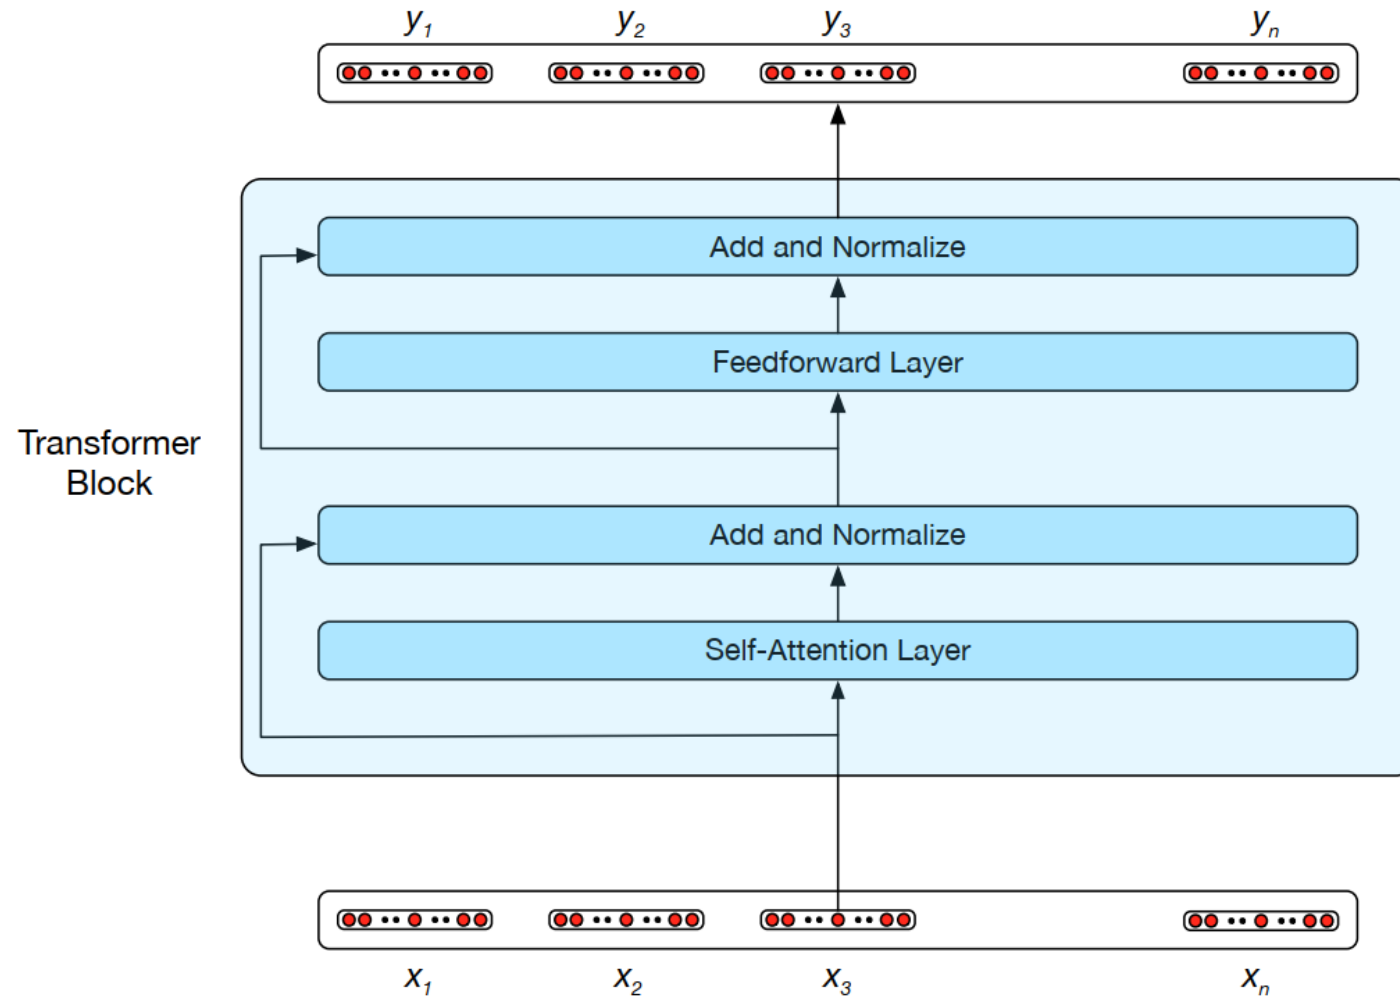 y₁ y₂ y₃ yₙ
Add and Normalize
Feedforward Layer
Transformer
Block
Add and Normalize
Self-Attention Layer
x₁ x₂ x₃ xₙ